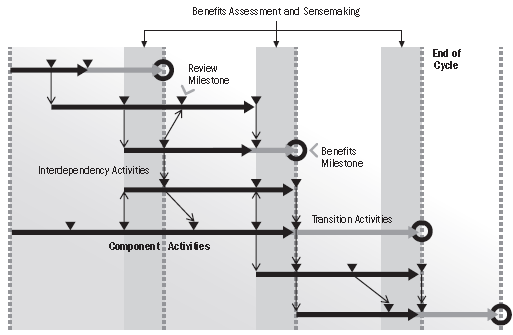 Benefits Assessment and Sensemaking
End of
Cycle
Review
Milestone
Benefits
Milestone
Interdependency Activities
Transition Activities
Component Activities